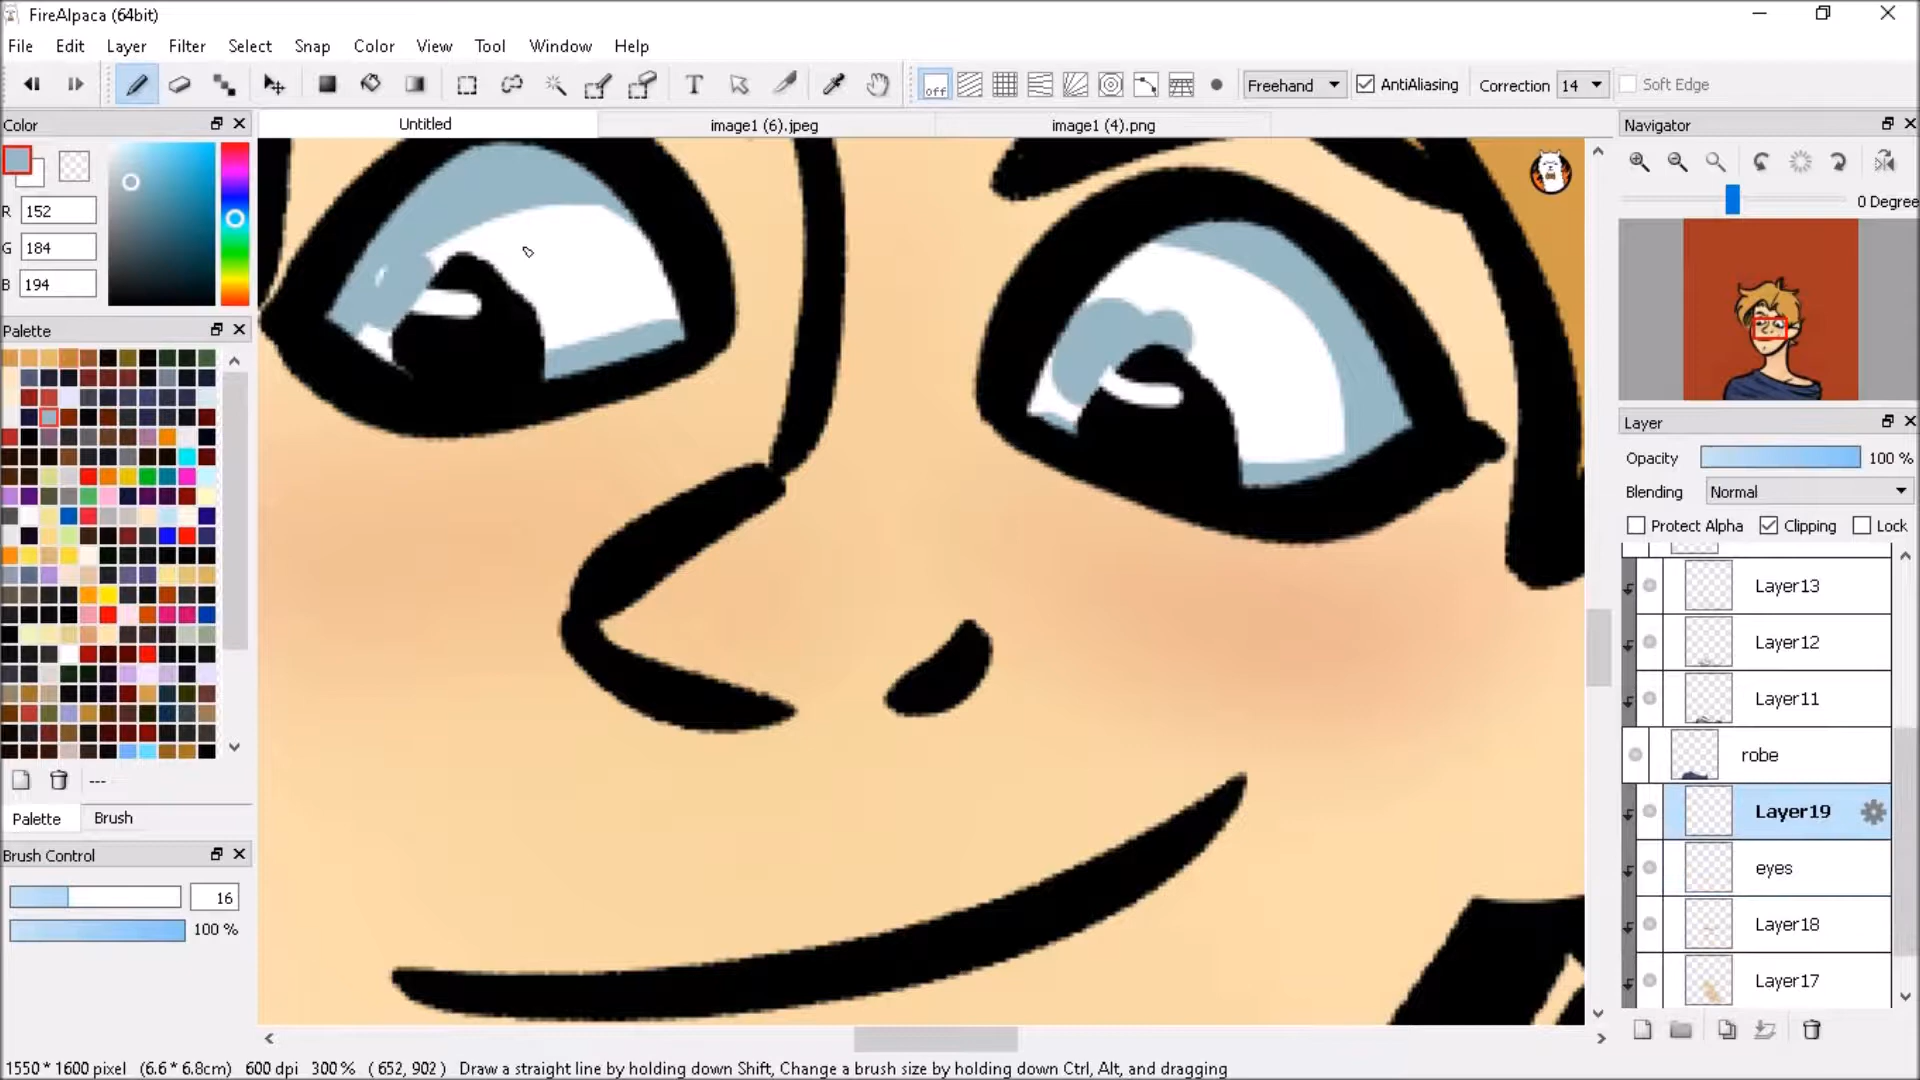 FireAlpaca (64bit)
File Edit Layer Filter Select Snap Color View Tool Window Help
off Freehand AntiAliasing Correction 14 Soft Edge
Color
Untitled
image1 (6).jpeg
image1 (4).png
Navigator
R 152
G 184
B 194
0 Degree
Palette
Layer
Opacity 100 %
Blending Normal
Protect Alpha Clipping Lock
Layer13
Layer12
Layer11
robe
Layer19
eyes
Layer18
Layer17
---
Palette Brush
Brush Control
16
100 %
1550 * 1600 pixel (6.6 * 6.8cm) 600 dpi 300 % ( 652, 902 ) Draw a straight line by holding down Shift, Change a brush size by holding down Ctrl, Alt, and dragging